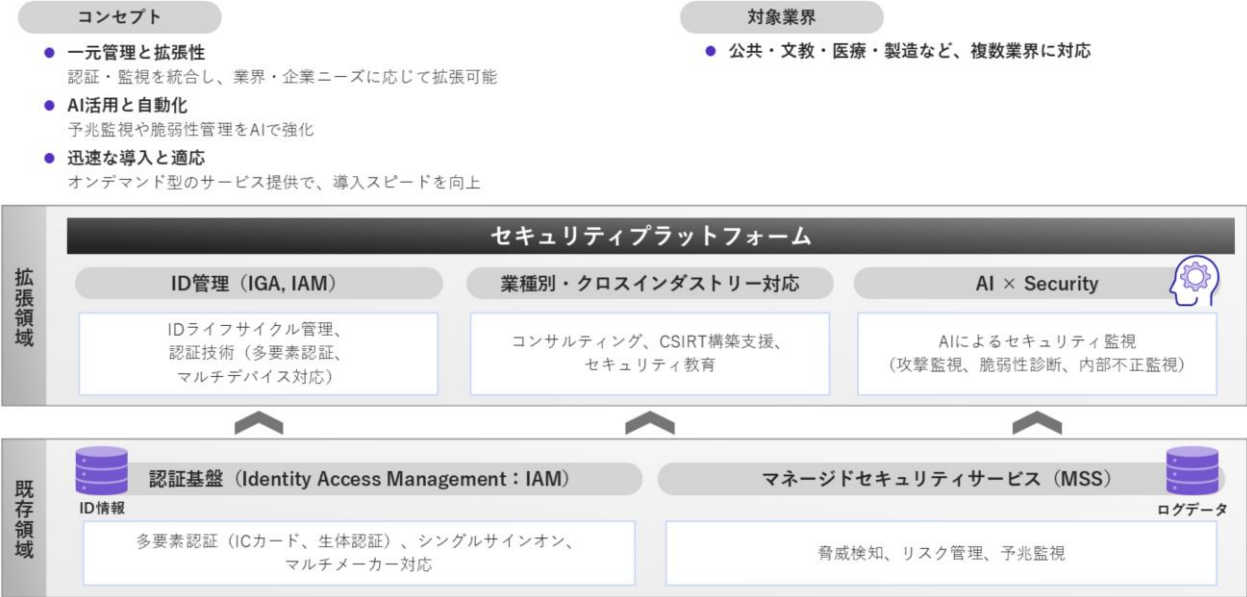 コンセプト
● 一元管理と拡張性
認証・監視を統合し、業界・企業ニーズに応じて拡張可能
● AI活用と自動化
予兆監視や脆弱性管理をAIで強化
● 迅速な導入と適応
オンデマンド型のサービス提供で、導入スピードを向上
対象業界
● 公共・文教・医療・製造など、複数業界に対応
拡張領域
セキュリティプラットフォーム
ID管理（IGA, IAM）
IDライフサイクル管理、
認証技術（多要素認証、
マルチデバイス対応）
業種別・クロスインダストリー対応
コンサルティング、CSIRT構築支援、
セキュリティ教育
AI × Security
AIによるセキュリティ監視
（攻撃監視、脆弱性診断、内部不正監視）
既存領域
ID情報
認証基盤（Identity Access Management：IAM）
多要素認証（ICカード、生体認証）、シングルサインオン、
マルチメーカー対応
マネージドセキュリティサービス（MSS）
ログデータ
脅威検知、リスク管理、予兆監視